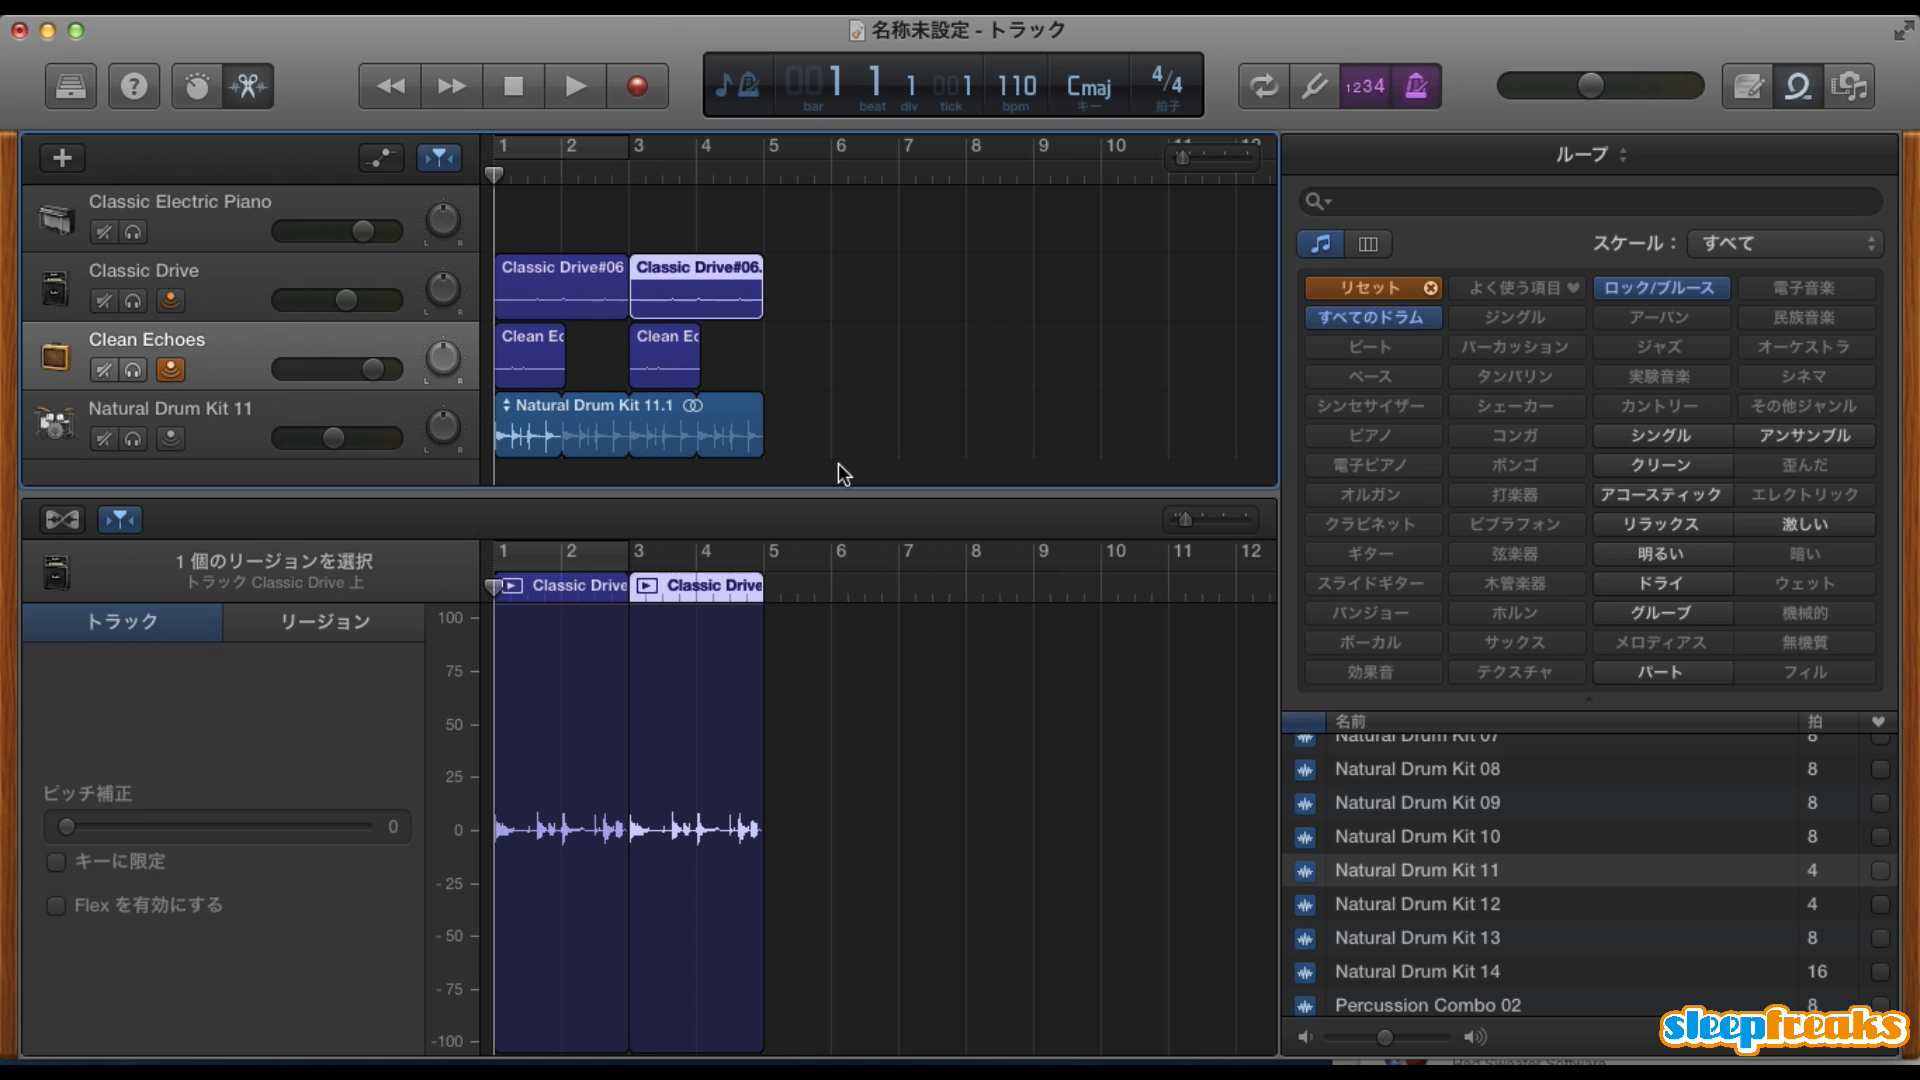 名称未設定 - トラック
001 1 1 001 110 Cmaj 4/4
bar beat div tick bpm キー 拍子
1234
1 2 3 4 5 6 7 8 9 10 11 12
Classic Electric Piano
L R
Classic Drive
L R
Clean Echoes
L R
Natural Drum Kit 11
L R
Classic Drive#06
Classic Drive#06.
Clean Ec
Clean Ec
Natural Drum Kit 11.1
1 個のリージョンを選択
トラック Classic Drive 上
トラック リージョン
ピッチ補正
0
キーに限定
Flex を有効にする
1 2 3 4 5 6 7 8 9 10 11 12
Classic Drive
Classic Drive
100
75
50
25
0
- 25
- 50
- 75
-100
ループ
スケール： すべて
リセット よく使う項目 ロック/ブルース 電子音楽
すべてのドラム ジングル アーバン 民族音楽
ビート パーカッション ジャズ オーケストラ
ベース タンバリン 実験音楽 シネマ
シンセサイザー シェーカー カントリー その他ジャンル
ピアノ コンガ シングル アンサンブル
電子ピアノ ボンゴ クリーン 歪んだ
オルガン 打楽器 アコースティック エレクトリック
クラビネット ビブラフォン リラックス 激しい
ギター 弦楽器 明るい 暗い
スライドギター 木管楽器 ドライ ウェット
バンジョー ホルン グルーブ 機械的
ボーカル サックス メロディアス 無機質
効果音 テクスチャ パート フィル
名前 拍
Natural Drum Kit 07 8
Natural Drum Kit 08 8
Natural Drum Kit 09 8
Natural Drum Kit 10 8
Natural Drum Kit 11 4
Natural Drum Kit 12 4
Natural Drum Kit 13 8
Natural Drum Kit 14 16
Percussion Combo 02 8
sleepfreaks